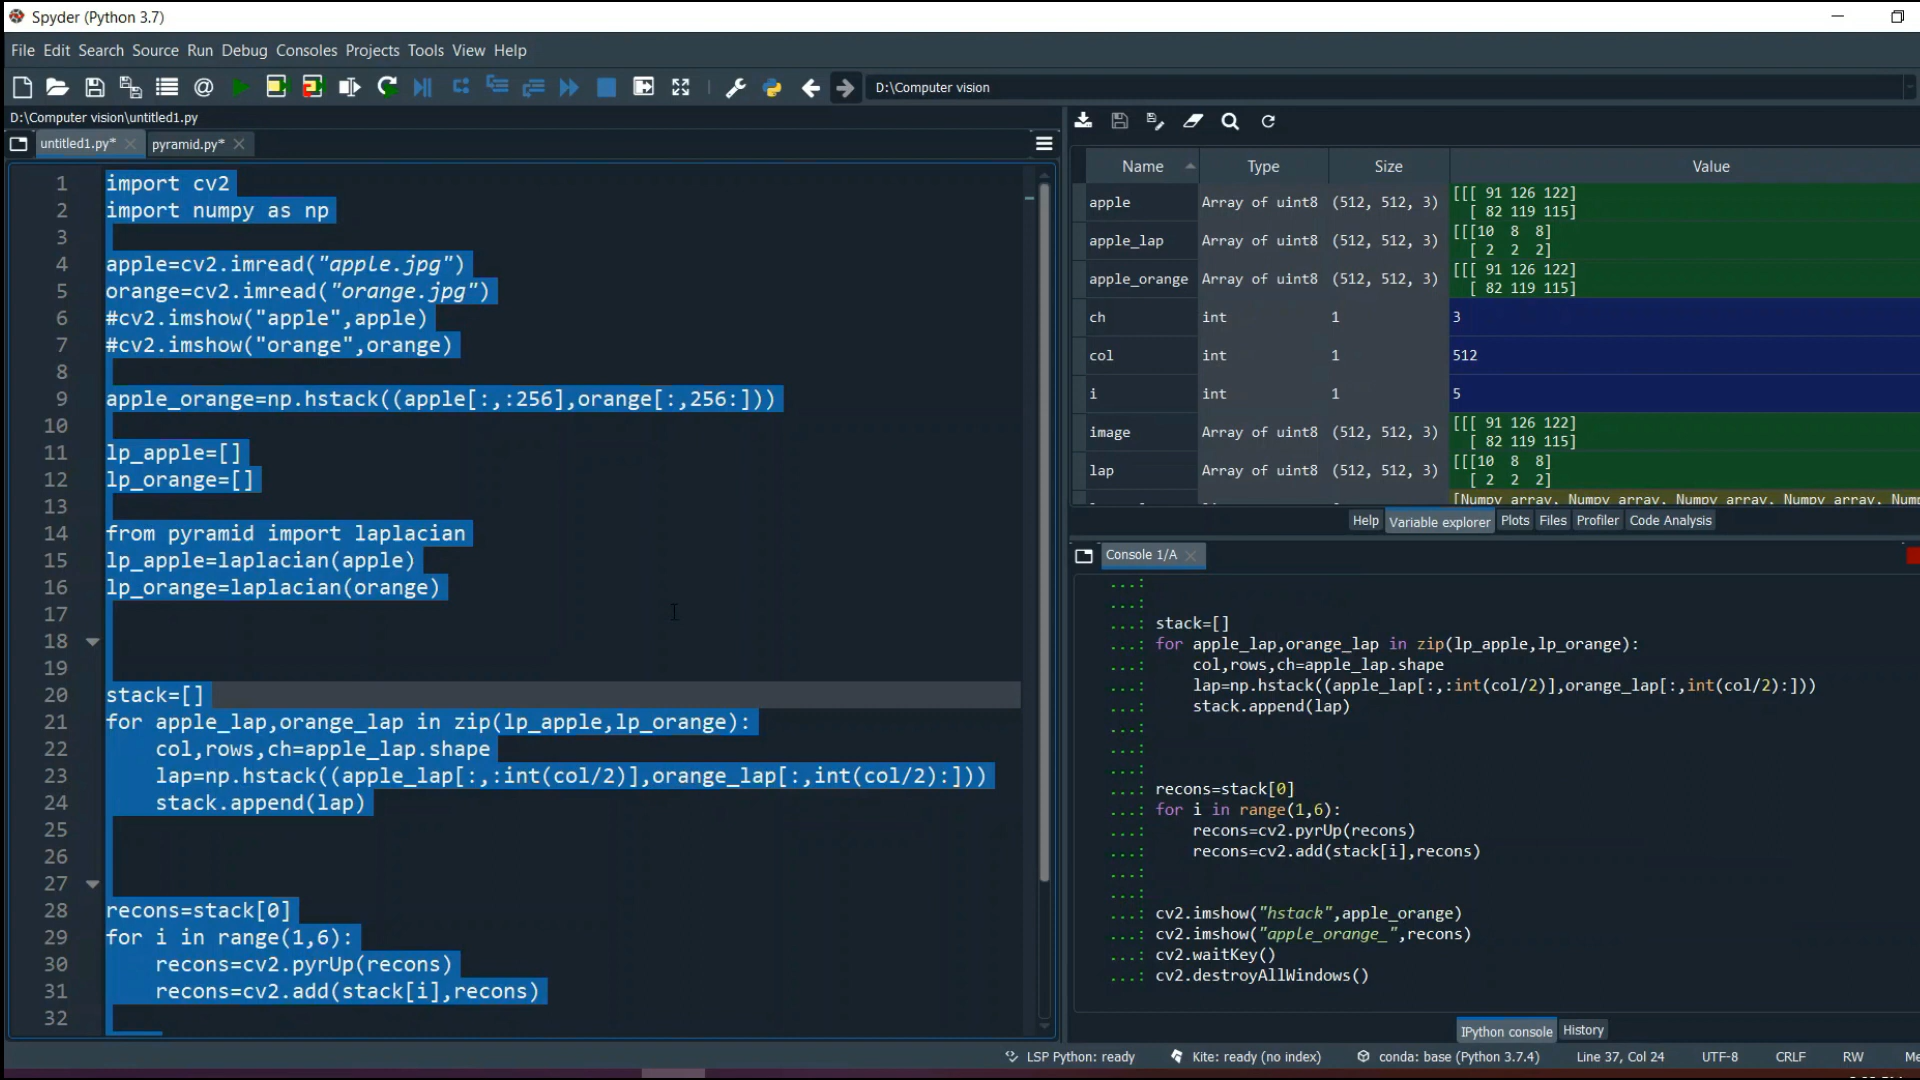 Spyder (Python 3.7)
File Edit Search Source Run Debug Consoles Projects Tools View Help
D:\Computer vision
D:\Computer vision\untitled1.py
untitled1.py* pyramid.py*
1 import cv2
2 import numpy as np
3
4 apple=cv2.imread("apple.jpg")
5 orange=cv2.imread("orange.jpg")
6 #cv2.imshow("apple",apple)
7 #cv2.imshow("orange",orange)
8
9 apple_orange=np.hstack((apple[:,:256],orange[:,256:]))
10
11 lp_apple=[]
12 lp_orange=[]
13
14 from pyramid import laplacian
15 lp_apple=laplacian(apple)
16 lp_orange=laplacian(orange)
17
18
19
20 stack=[]
21 for apple_lap,orange_lap in zip(lp_apple,lp_orange):
22 col,rows,ch=apple_lap.shape
23 lap=np.hstack((apple_lap[:,:int(col/2)],orange_lap[:,int(col/2):]))
24 stack.append(lap)
25
26
27
28 recons=stack[0]
29 for i in range(1,6):
30 recons=cv2.pyrUp(recons)
31 recons=cv2.add(stack[i],recons)
32
Name Type Size Value
apple Array of uint8 (512, 512, 3) [[[ 91 126 122]
[ 82 119 115]
apple_lap Array of uint8 (512, 512, 3) [[[10 8 8]
[ 2 2 2]
apple_orange Array of uint8 (512, 512, 3) [[[ 91 126 122]
[ 82 119 115]
ch int 1 3
col int 1 512
i int 1 5
image Array of uint8 (512, 512, 3) [[[ 91 126 122]
[ 82 119 115]
lap Array of uint8 (512, 512, 3) [[[10 8 8]
[ 2 2 2]
[Numpy array, Numpy array, Numpy array, Numpy array, Num
Help Variable explorer Plots Files Profiler Code Analysis
Console 1/A
...:
...:
...: stack=[]
...: for apple_lap,orange_lap in zip(lp_apple,lp_orange):
...: col,rows,ch=apple_lap.shape
...: lap=np.hstack((apple_lap[:,:int(col/2)],orange_lap[:,int(col/2):]))
...: stack.append(lap)
...:
...:
...:
...: recons=stack[0]
...: for i in range(1,6):
...: recons=cv2.pyrUp(recons)
...: recons=cv2.add(stack[i],recons)
...:
...:
...: cv2.imshow("hstack",apple_orange)
...: cv2.imshow("apple_orange_",recons)
...: cv2.waitKey()
...: cv2.destroyAllWindows()
IPython console History
LSP Python: ready Kite: ready (no index) conda: base (Python 3.7.4) Line 37, Col 24 UTF-8 CRLF RW Me